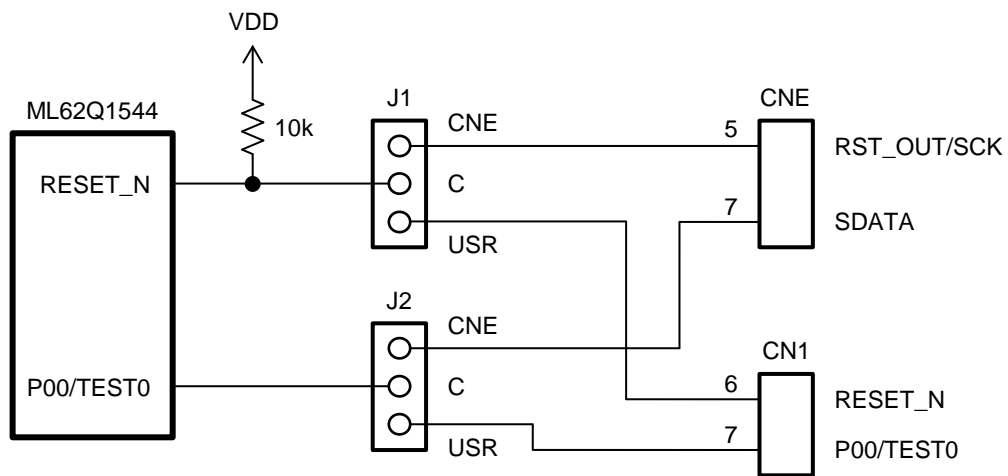 VDD
ML62Q1544
10k
RESET_N
P00/TEST0
J1
CNE
C
USR
J2
CNE
C
USR
CNE
5
RST_OUT/SCK
7
SDATA
CN1
6
RESET_N
7
P00/TEST0